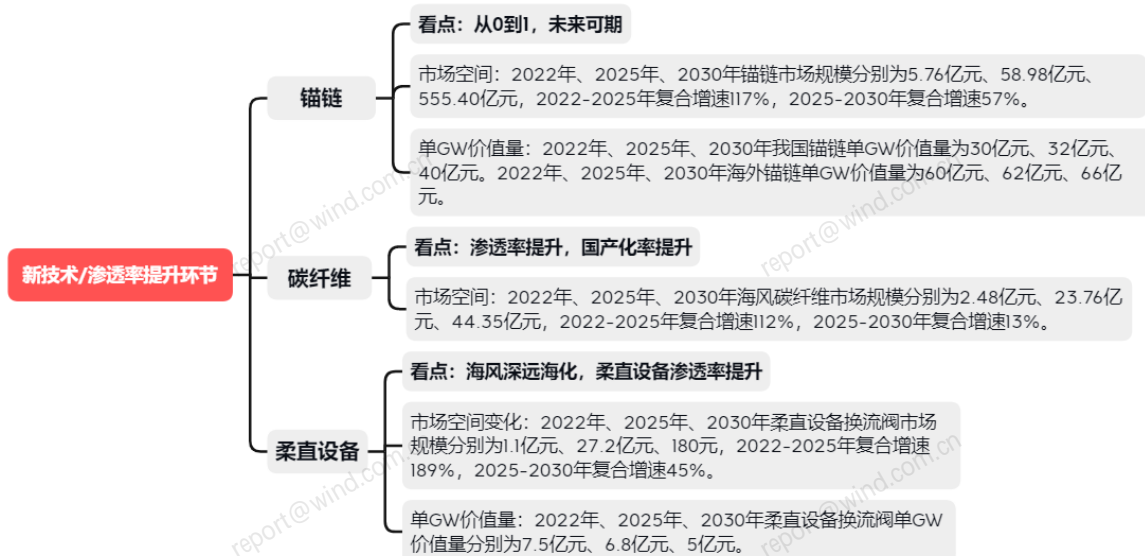 看点：从0到1，未来可期
市场空间：2022年、2025年、2030年锚链市场规模分别为5.76亿元、58.98亿元、
555.40亿元，2022-2025年复合增速117%，2025-2030年复合增速57%。
锚链
单GW价值量：2022年、2025年、2030年我国锚链单GW价值量为30亿元、32亿元、
40亿元。2022年、2025年、2030年海外锚链单GW价值量为60亿元、62亿元、66亿
元。
新技术/渗透率提升环节
看点：渗透率提升，国产化率提升
碳纤维
市场空间：2022年、2025年、2030年海风碳纤维市场规模分别为2.48亿元、23.76亿
元、44.35亿元，2022-2025年复合增速112%，2025-2030年复合增速13%。
看点：海风深远海化，柔直设备渗透率提升
市场空间变化：2022年、2025年、2030年柔直设备换流阀市场
规模分别为1.1亿元、27.2亿元、180元，2022-2025年复合增速
189%，2025-2030年复合增速45%。
柔直设备
单GW价值量：2022年、2025年、2030年柔直设备换流阀单GW
价值量分别为7.5亿元、6.8亿元、5亿元。
report@wind.com.cn
report@wind.com.cn
report@wind.com.cn
report@wind.com.cn